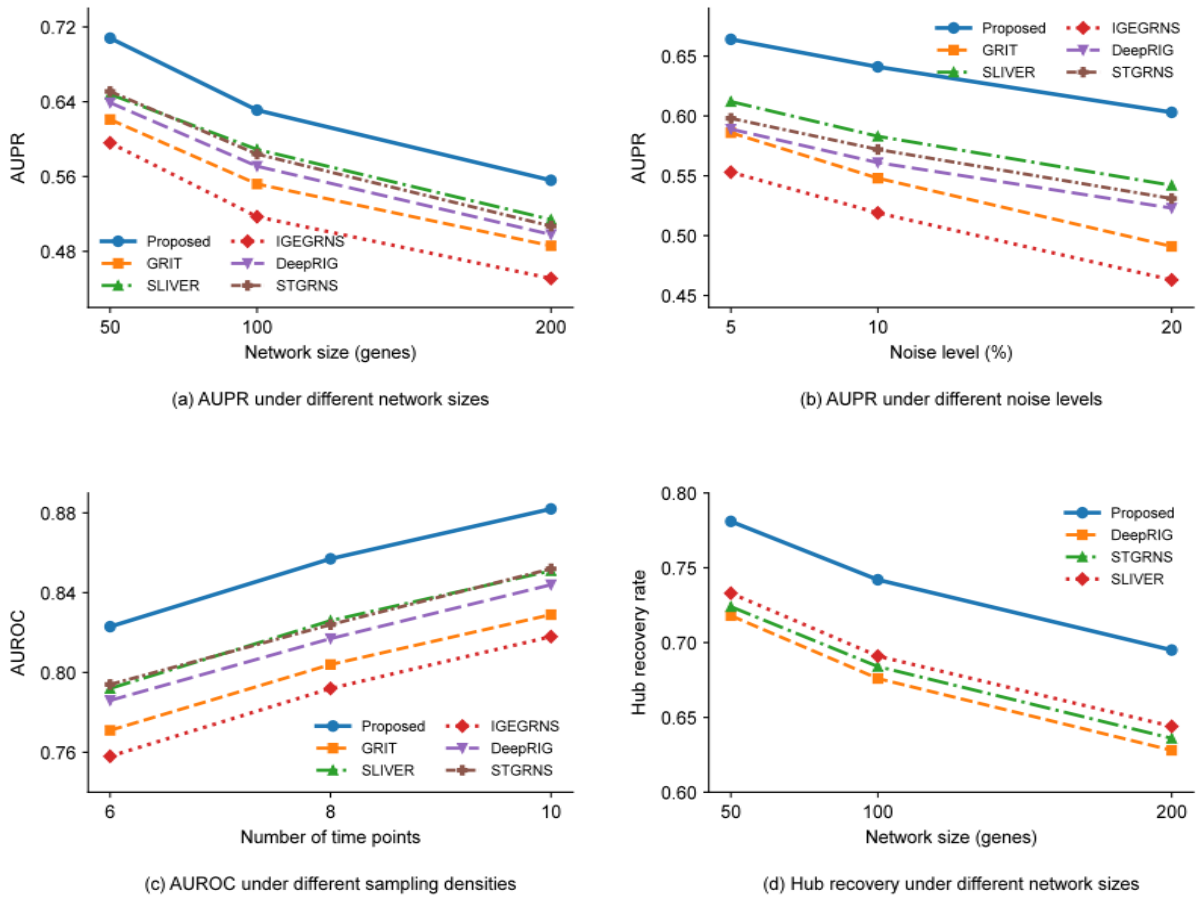 0.72
0.64
0.56
0.48
AUPR
Proposed
GRIT
SLIVER
IGEGRNS
DeepRIG
STGRNS
50
100
200
Network size (genes)
(a) AUPR under different network sizes
0.65
0.60
0.55
0.50
0.45
AUPR
Proposed
GRIT
SLIVER
IGEGRNS
DeepRIG
STGRNS
5
10
20
Noise level (%)
(b) AUPR under different noise levels
0.88
0.84
0.80
0.76
AUROC
Proposed
GRIT
SLIVER
IGEGRNS
DeepRIG
STGRNS
6
8
10
Number of time points
(c) AUROC under different sampling densities
0.80
0.75
0.70
0.65
0.60
Hub recovery rate
Proposed
DeepRIG
STGRNS
SLIVER
50
100
200
Network size (genes)
(d) Hub recovery under different network sizes